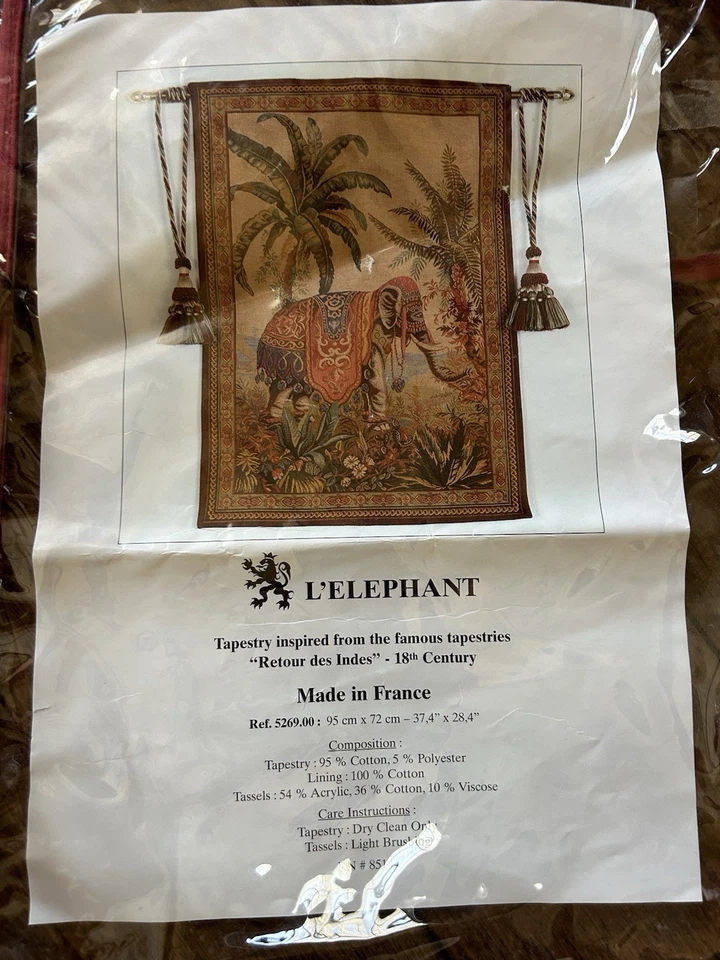 L'ELEPHANT
Tapestry inspired from the famous tapestries
“Retour des Indes” - 18th Century
Made in France
Ref. 5269.00 : 95 cm x 72 cm – 37,4” x 28,4”
Composition :
Tapestry : 95 % Cotton, 5 % Polyester
Lining : 100 % Cotton
Tassels : 54 % Acrylic, 36 % Cotton, 10 % Viscose
Care Instructions :
Tapestry : Dry Clean Only
Tassels : Light Brushing